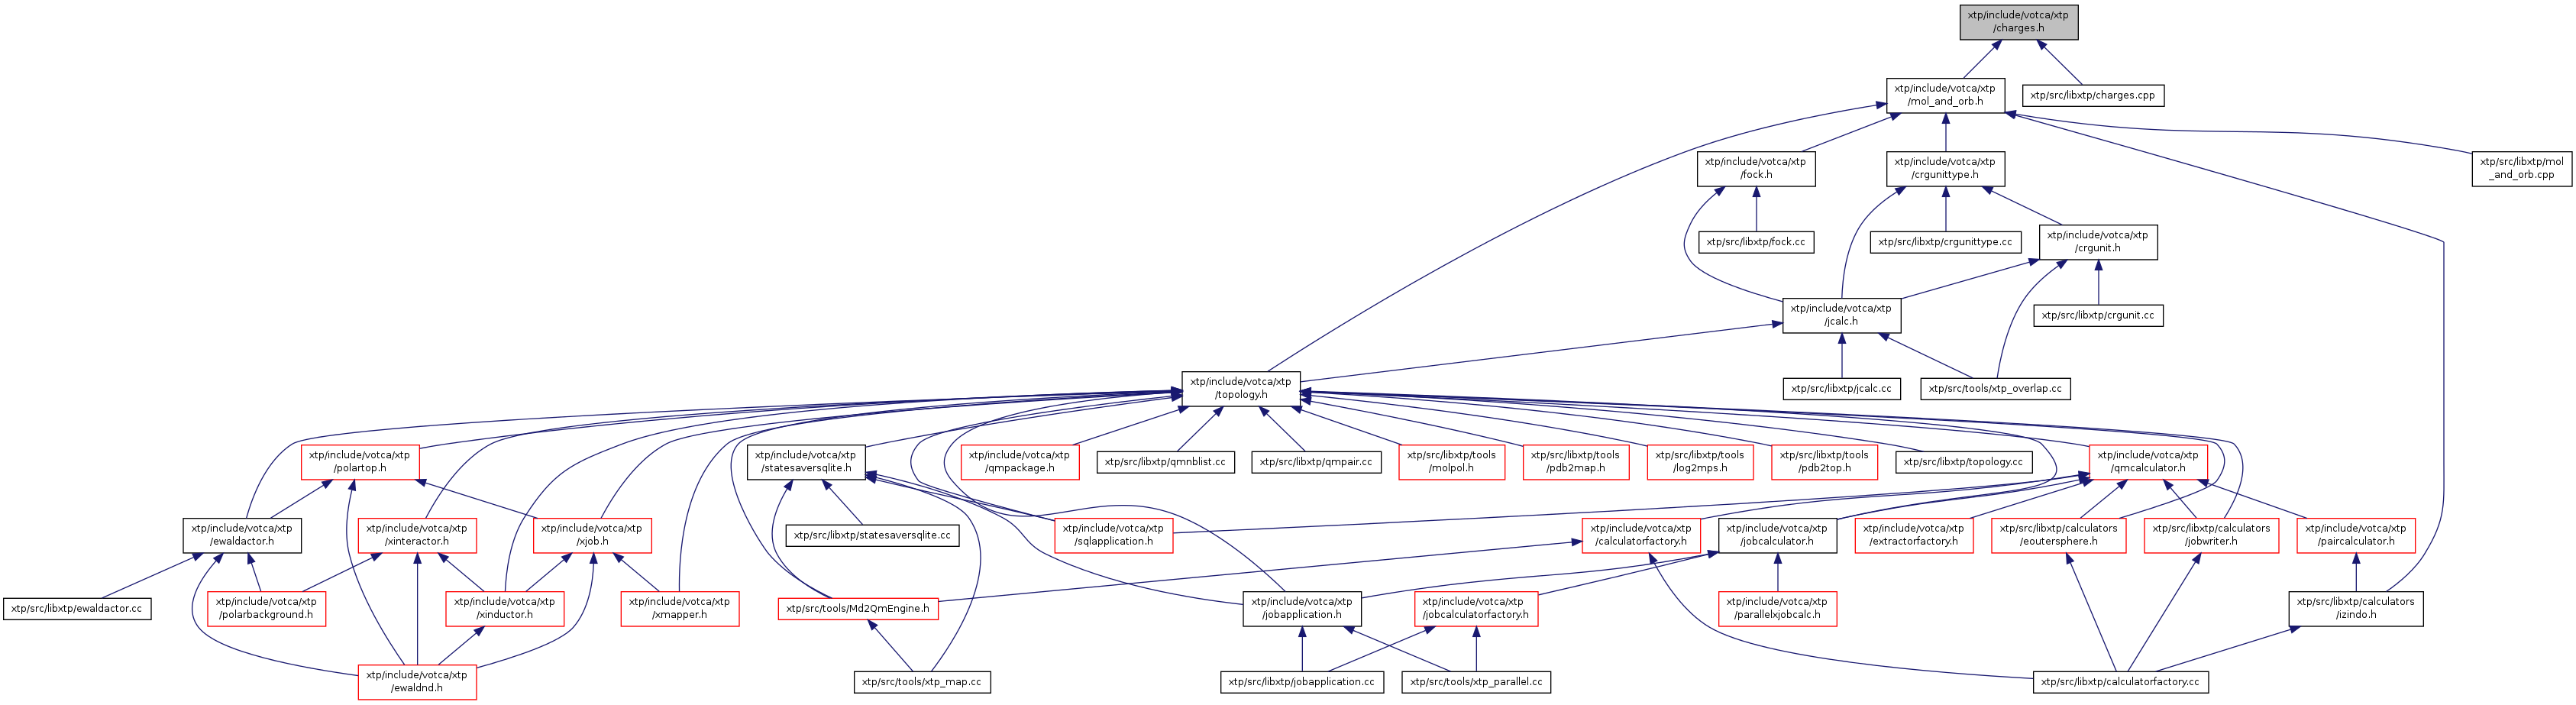 xtp/include/votca/xtp
/charges.h
xtp/include/votca/xtp
/mol_and_orb.h
xtp/src/libxtp/charges.cpp
xtp/include/votca/xtp
/fock.h
xtp/include/votca/xtp
/crgunittype.h
xtp/src/libxtp/mol
_and_orb.cpp
xtp/src/libxtp/fock.cc
xtp/src/libxtp/crgunittype.cc
xtp/include/votca/xtp
/crgunit.h
xtp/include/votca/xtp
/jcalc.h
xtp/src/libxtp/crgunit.cc
xtp/include/votca/xtp
/topology.h
xtp/src/libxtp/jcalc.cc
xtp/src/tools/xtp_overlap.cc
xtp/include/votca/xtp
/polartop.h
xtp/include/votca/xtp
/statesaversqlite.h
xtp/include/votca/xtp
/qmpackage.h
xtp/src/libxtp/qmnblist.cc
xtp/src/libxtp/qmpair.cc
xtp/src/libxtp/tools
/molpol.h
xtp/src/libxtp/tools
/pdb2map.h
xtp/src/libxtp/tools
/log2mps.h
xtp/src/libxtp/tools
/pdb2top.h
xtp/src/libxtp/topology.cc
xtp/include/votca/xtp
/qmcalculator.h
xtp/include/votca/xtp
/ewaldactor.h
xtp/include/votca/xtp
/xinteractor.h
xtp/include/votca/xtp
/xjob.h
xtp/src/libxtp/statesaversqlite.cc
xtp/include/votca/xtp
/sqlapplication.h
xtp/include/votca/xtp
/calculatorfactory.h
xtp/include/votca/xtp
/jobcalculator.h
xtp/include/votca/xtp
/extractorfactory.h
xtp/src/libxtp/calculators
/eoutersphere.h
xtp/src/libxtp/calculators
/jobwriter.h
xtp/include/votca/xtp
/paircalculator.h
xtp/src/libxtp/ewaldactor.cc
xtp/include/votca/xtp
/polarbackground.h
xtp/include/votca/xtp
/xinductor.h
xtp/include/votca/xtp
/xmapper.h
xtp/src/tools/Md2QmEngine.h
xtp/include/votca/xtp
/jobapplication.h
xtp/include/votca/xtp
/jobcalculatorfactory.h
xtp/include/votca/xtp
/parallelxjobcalc.h
xtp/src/libxtp/calculators
/izindo.h
xtp/include/votca/xtp
/ewaldnd.h
xtp/src/tools/xtp_map.cc
xtp/src/libxtp/jobapplication.cc
xtp/src/tools/xtp_parallel.cc
xtp/src/libxtp/calculatorfactory.cc